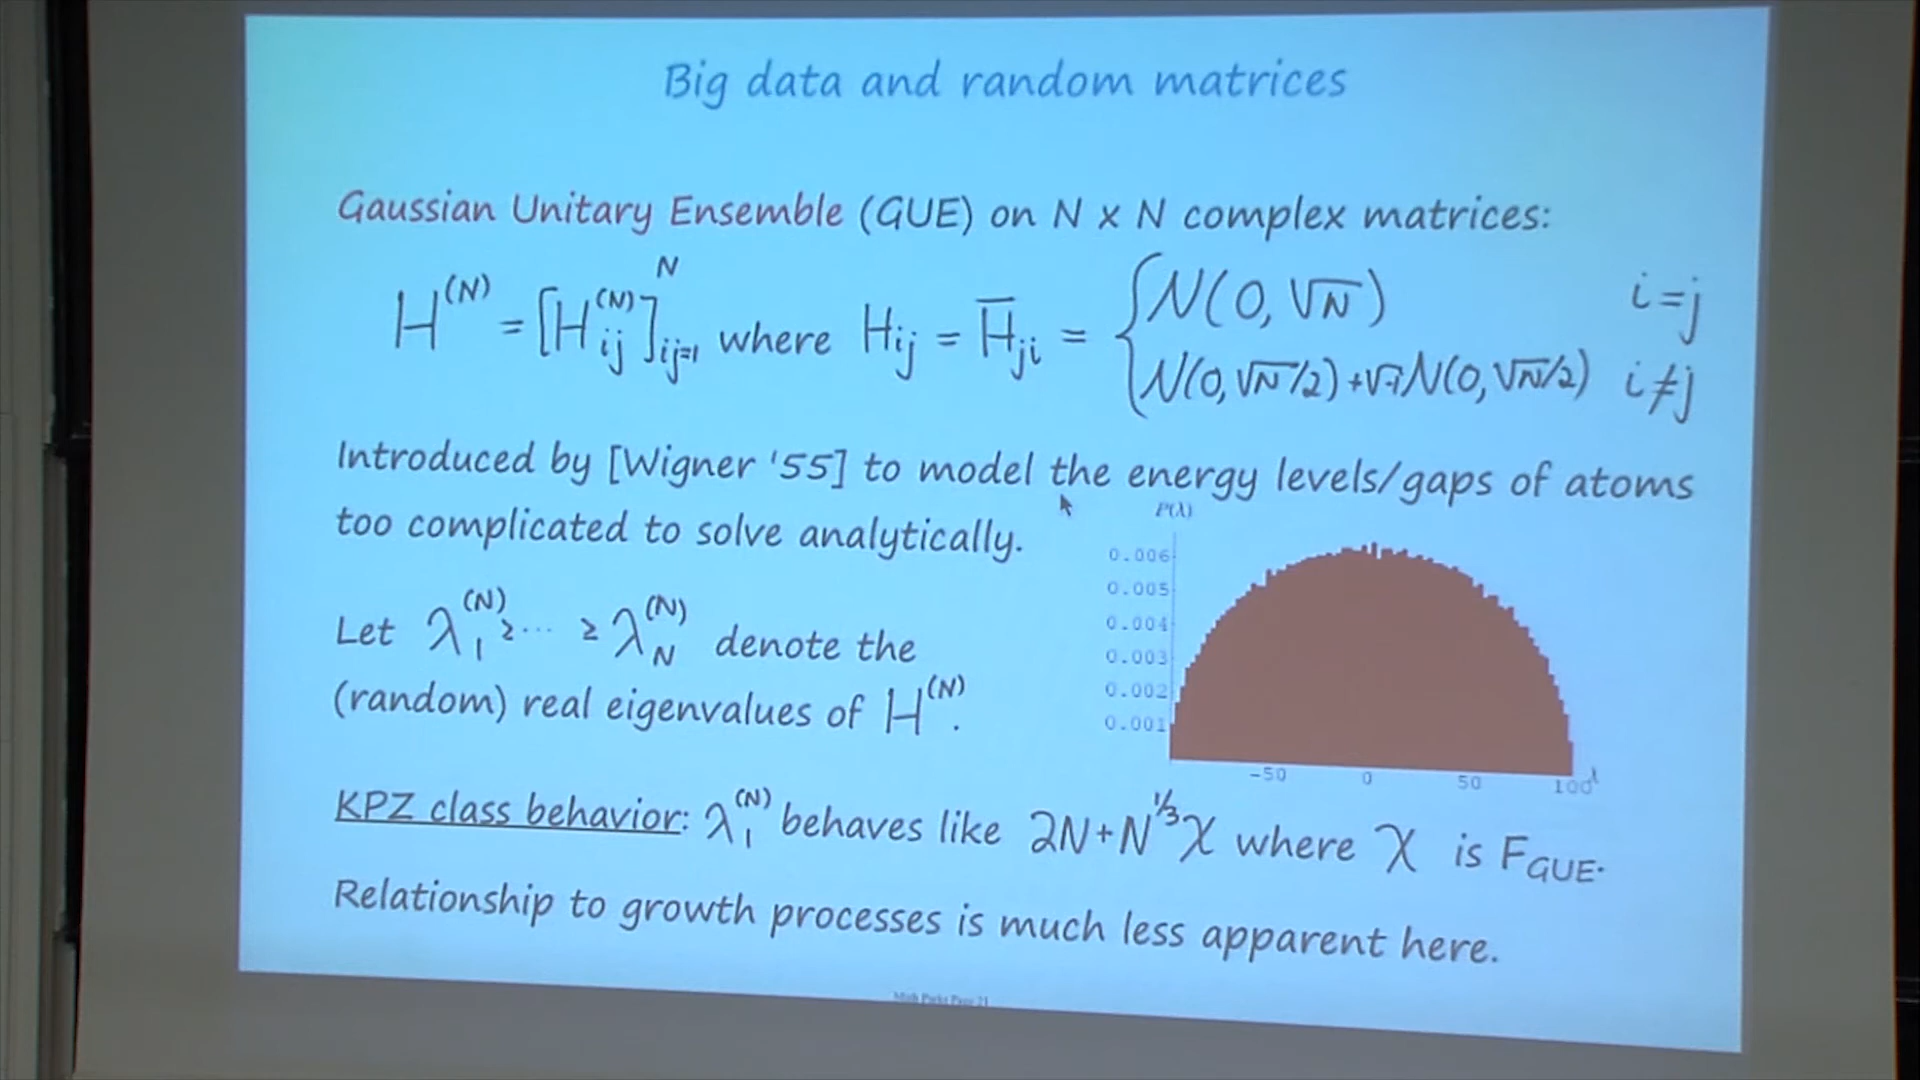 Big data and random matrices
Gaussian Unitary Ensemble (GUE) on N x N complex matrices:
H^(N) = [H_ij^(N)]_{ij=1}^N where H_ij = H̄_ji = { N(0, √N) i=j
N(0, √N/2) + √-1 N(0, √N/2) i≠j
Introduced by [Wigner '55] to model the energy levels/gaps of atoms
too complicated to solve analytically.
P(λ)
0.006
0.005
0.004
0.003
0.002
0.001
-50 0 50 100 λ
Let λ_1^(N) ≥ ⋯ ≥ λ_N^(N) denote the
(random) real eigenvalues of H^(N).
KPZ class behavior: λ_1^(N) behaves like 2N + N^{1/3} χ where χ is F_GUE.
Relationship to growth processes is much less apparent here.